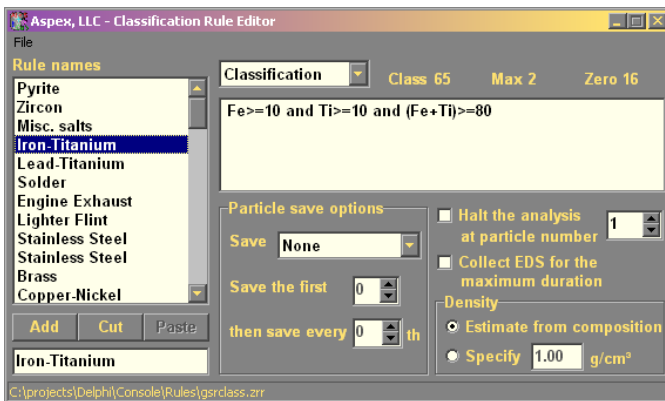 Aspex, LLC - Classification Rule Editor
File
Rule names
Pyrite
Zircon
Misc. salts
Iron-Titanium
Lead-Titanium
Solder
Engine Exhaust
Lighter Flint
Stainless Steel
Stainless Steel
Brass
Copper-Nickel
Add Cut Paste
Iron-Titanium
Classification Class 65 Max 2 Zero 16
Fe>=10 and Ti>=10 and (Fe+Ti)>=80
Particle save options
Save None
Save the first 0
then save every 0 th
Halt the analysis
at particle number 1
Collect EDS for the
maximum duration
Density
Estimate from composition
Specify 1.00 g/cm³
C:\projects\Delphi\Console\Rules\gsrclass.zrr